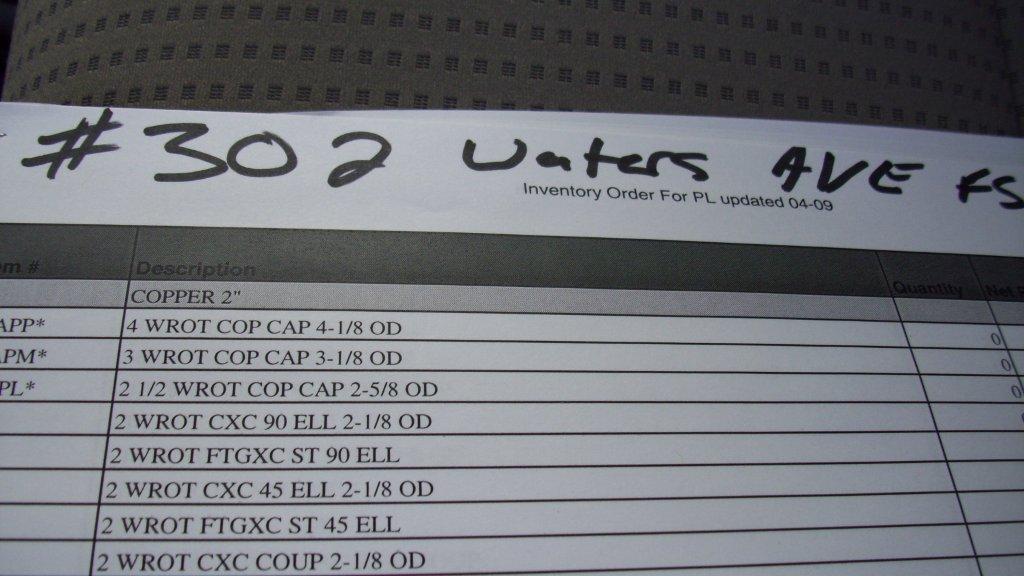 #302 Waters AVE FS
Inventory Order For PL updated 04-09
Description Quantity Net
COPPER 2"
APP* 4 WROT COP CAP 4-1/8 OD 0
APM* 3 WROT COP CAP 3-1/8 OD 0
PL* 2 1/2 WROT COP CAP 2-5/8 OD 0
2 WROT CXC 90 ELL 2-1/8 OD
2 WROT FTGXC ST 90 ELL
2 WROT CXC 45 ELL 2-1/8 OD
2 WROT FTGXC ST 45 ELL
2 WROT CXC COUP 2-1/8 OD